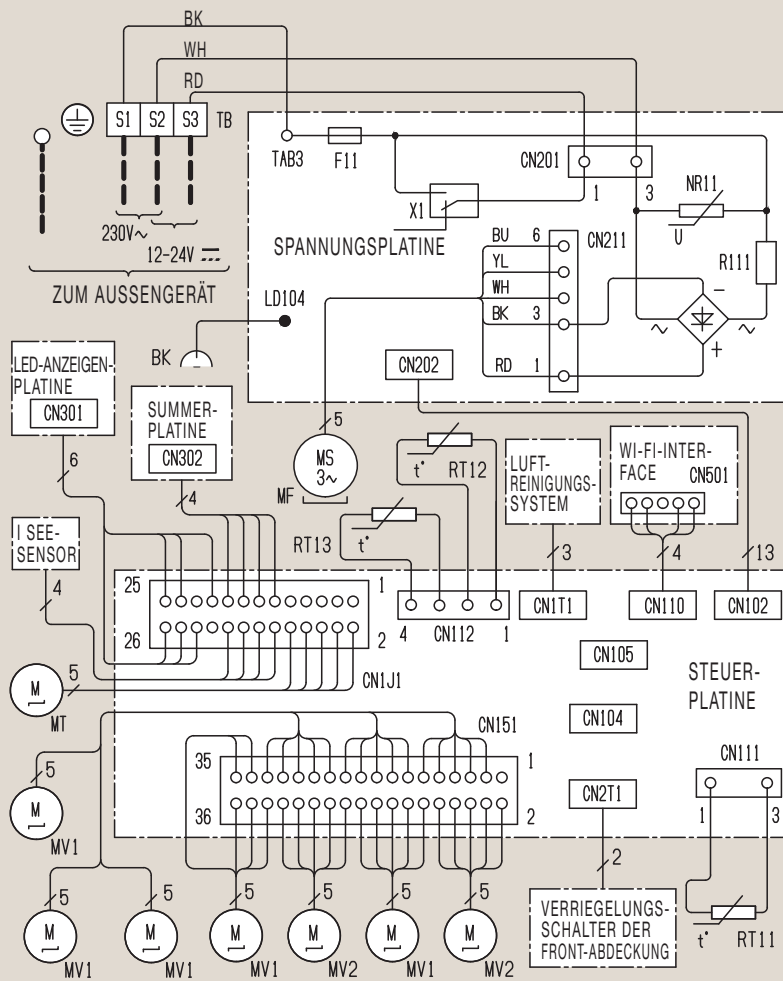 BK
WH
RD
S1 S2 S3 TB
TAB3
F11
CN201
1 3
X1
NR11
U
230V~
12-24V
SPANNUNGSPLATINE
BU 6
YL
WH
BK 3
RD 1
CN211
R111
−
~ ~
+
ZUM AUSSENGERÄT
LD104
BK
CN202
LED-ANZEIGEN-
PLATINE
CN301
6
SUMMER-
PLATINE
CN302
4
MS
3~
5
MF
t° RT12
RT13 t°
LUFT-
REINIGUNGS-
SYSTEM
3
WI-FI-INTER-
FACE CN501
4
13
I SEE-
SENSOR
4
25 1
26 2
CN1J1
4 CN112 1
CN1T1
CN110
CN102
CN105
CN104
CN2T1
STEUER-
PLATINE
M
5
MT
CN151
35 1
36 2
CN111
1 3
M
5
MV1
2
M
5
MV1
M
5
MV1
M
5
MV1
M
5
MV2
M
5
MV1
M
5
MV2
VERRIEGELUNGS-
SCHALTER DER
FRONT-ABDECKUNG
t° RT11